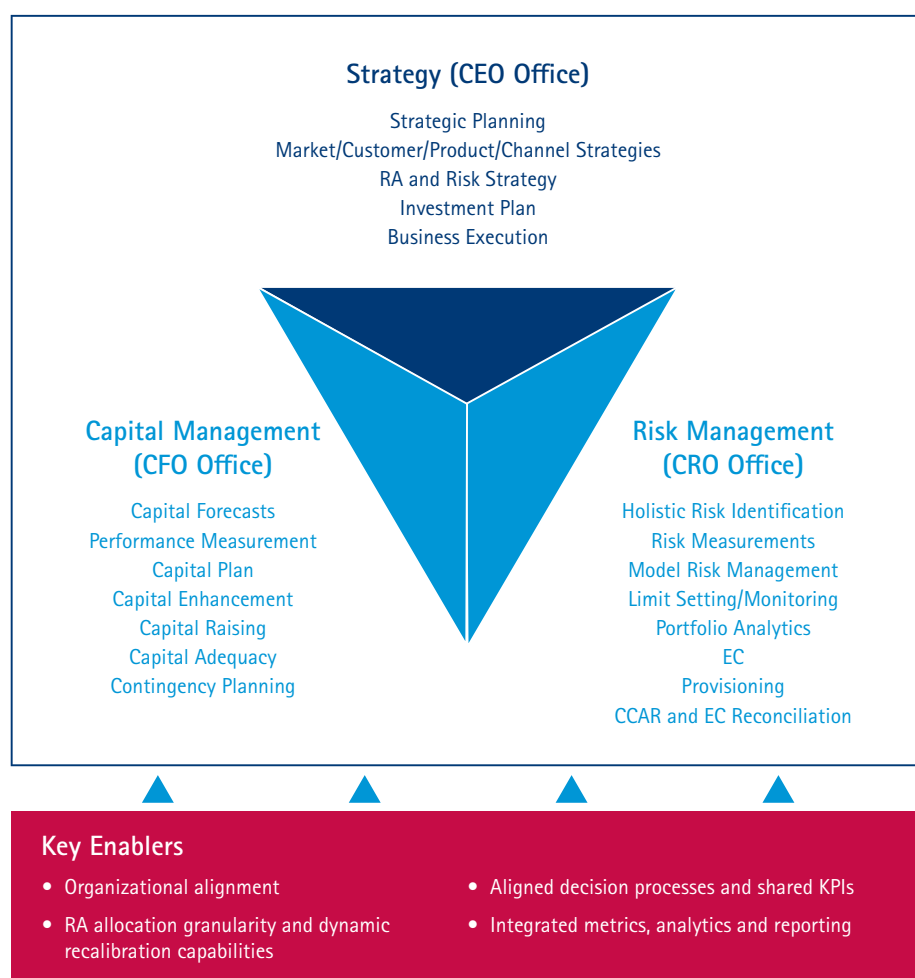 Strategy (CEO Office)
Strategic Planning
Market/Customer/Product/Channel Strategies
RA and Risk Strategy
Investment Plan
Business Execution
Capital Management
(CFO Office)
Capital Forecasts
Performance Measurement
Capital Plan
Capital Enhancement
Capital Raising
Capital Adequacy
Contingency Planning
Risk Management
(CRO Office)
Holistic Risk Identification
Risk Measurements
Model Risk Management
Limit Setting/Monitoring
Portfolio Analytics
EC
Provisioning
CCAR and EC Reconciliation
Key Enablers
• Organizational alignment
• RA allocation granularity and dynamic
recalibration capabilities
• Aligned decision processes and shared KPIs
• Integrated metrics, analytics and reporting